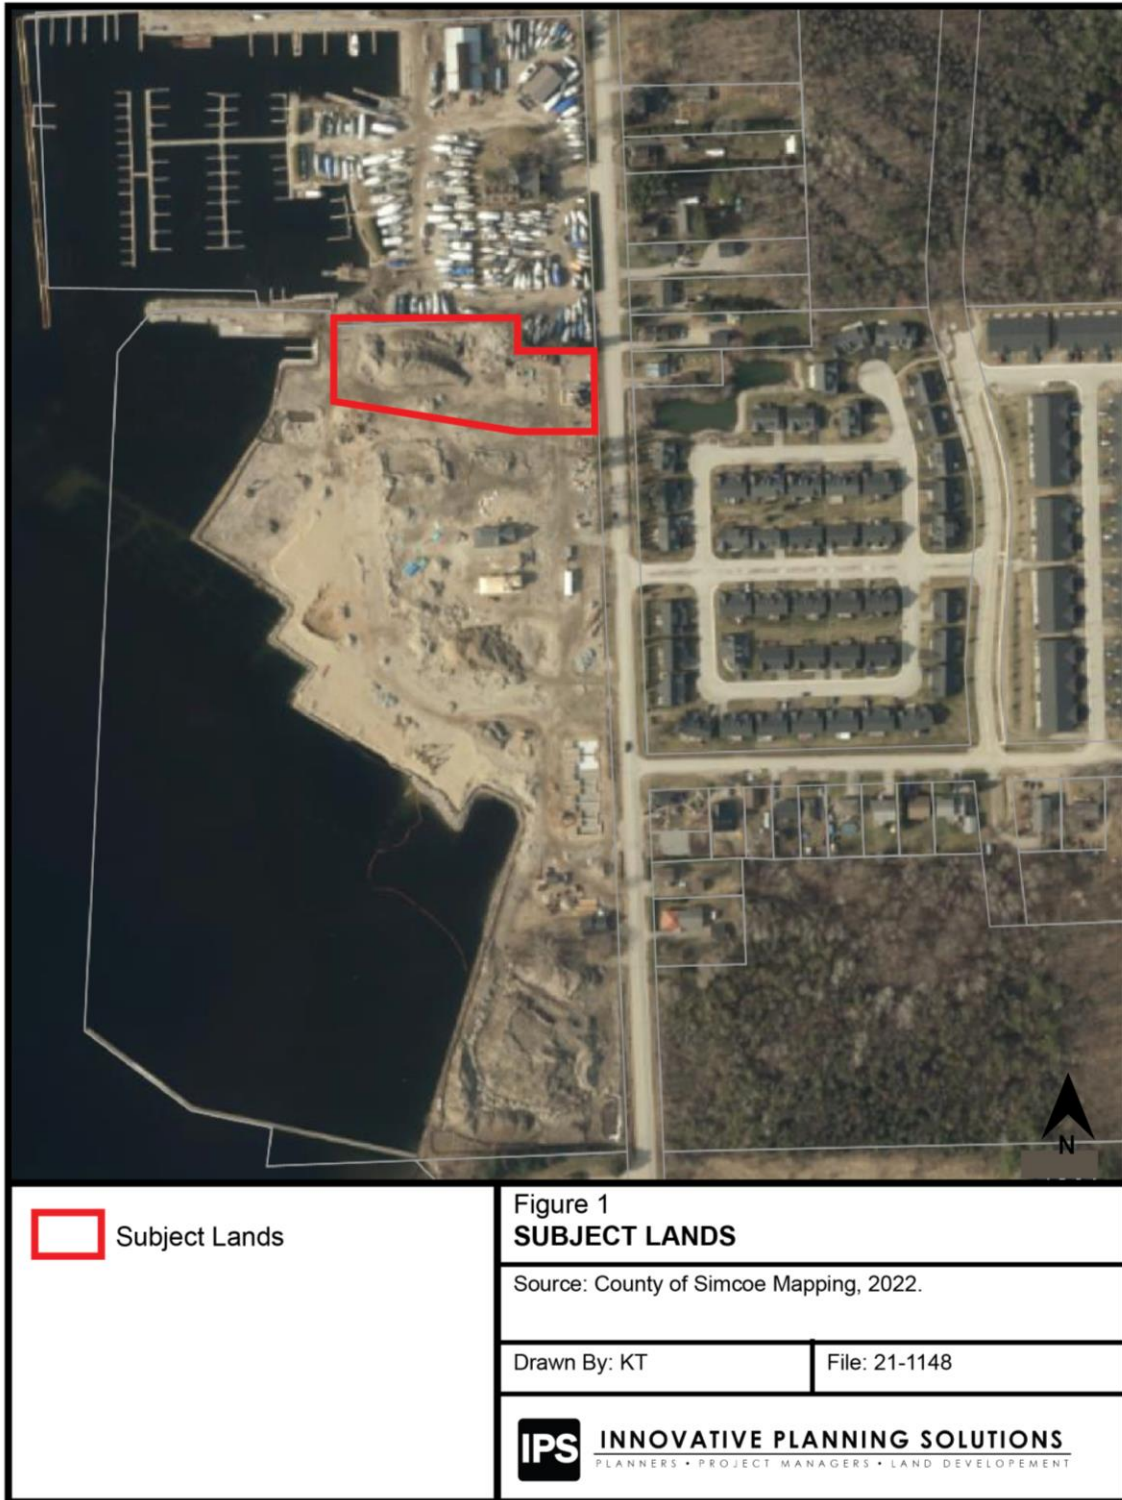 N
Subject Lands
Figure 1
SUBJECT LANDS
Source: County of Simcoe Mapping, 2022.
Drawn By: KT
File: 21-1148
IPS
INNOVATIVE PLANNING SOLUTIONS
PLANNERS • PROJECT MANAGERS • LAND DEVELOPEMENT